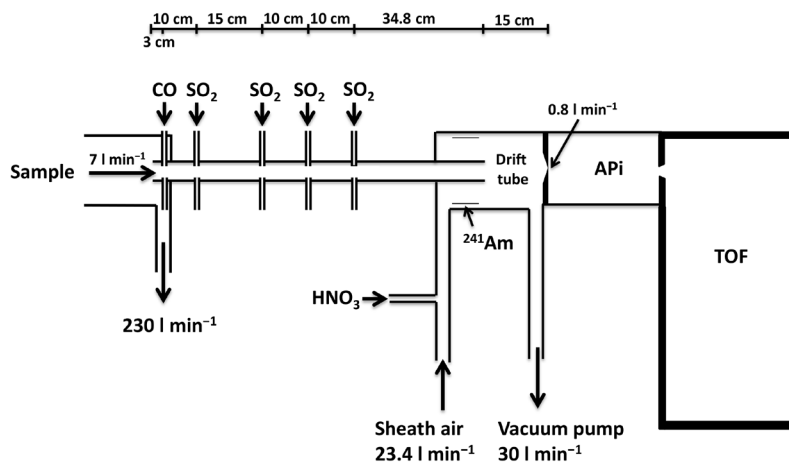 10 cm 15 cm 10 cm 10 cm 34.8 cm 15 cm
3 cm
CO SO₂ SO₂ SO₂ SO₂
0.8 l min⁻¹
7 l min⁻¹
Sample
Drift
tube
APi
²⁴¹Am
TOF
HNO₃
230 l min⁻¹
Sheath air
23.4 l min⁻¹
Vacuum pump
30 l min⁻¹